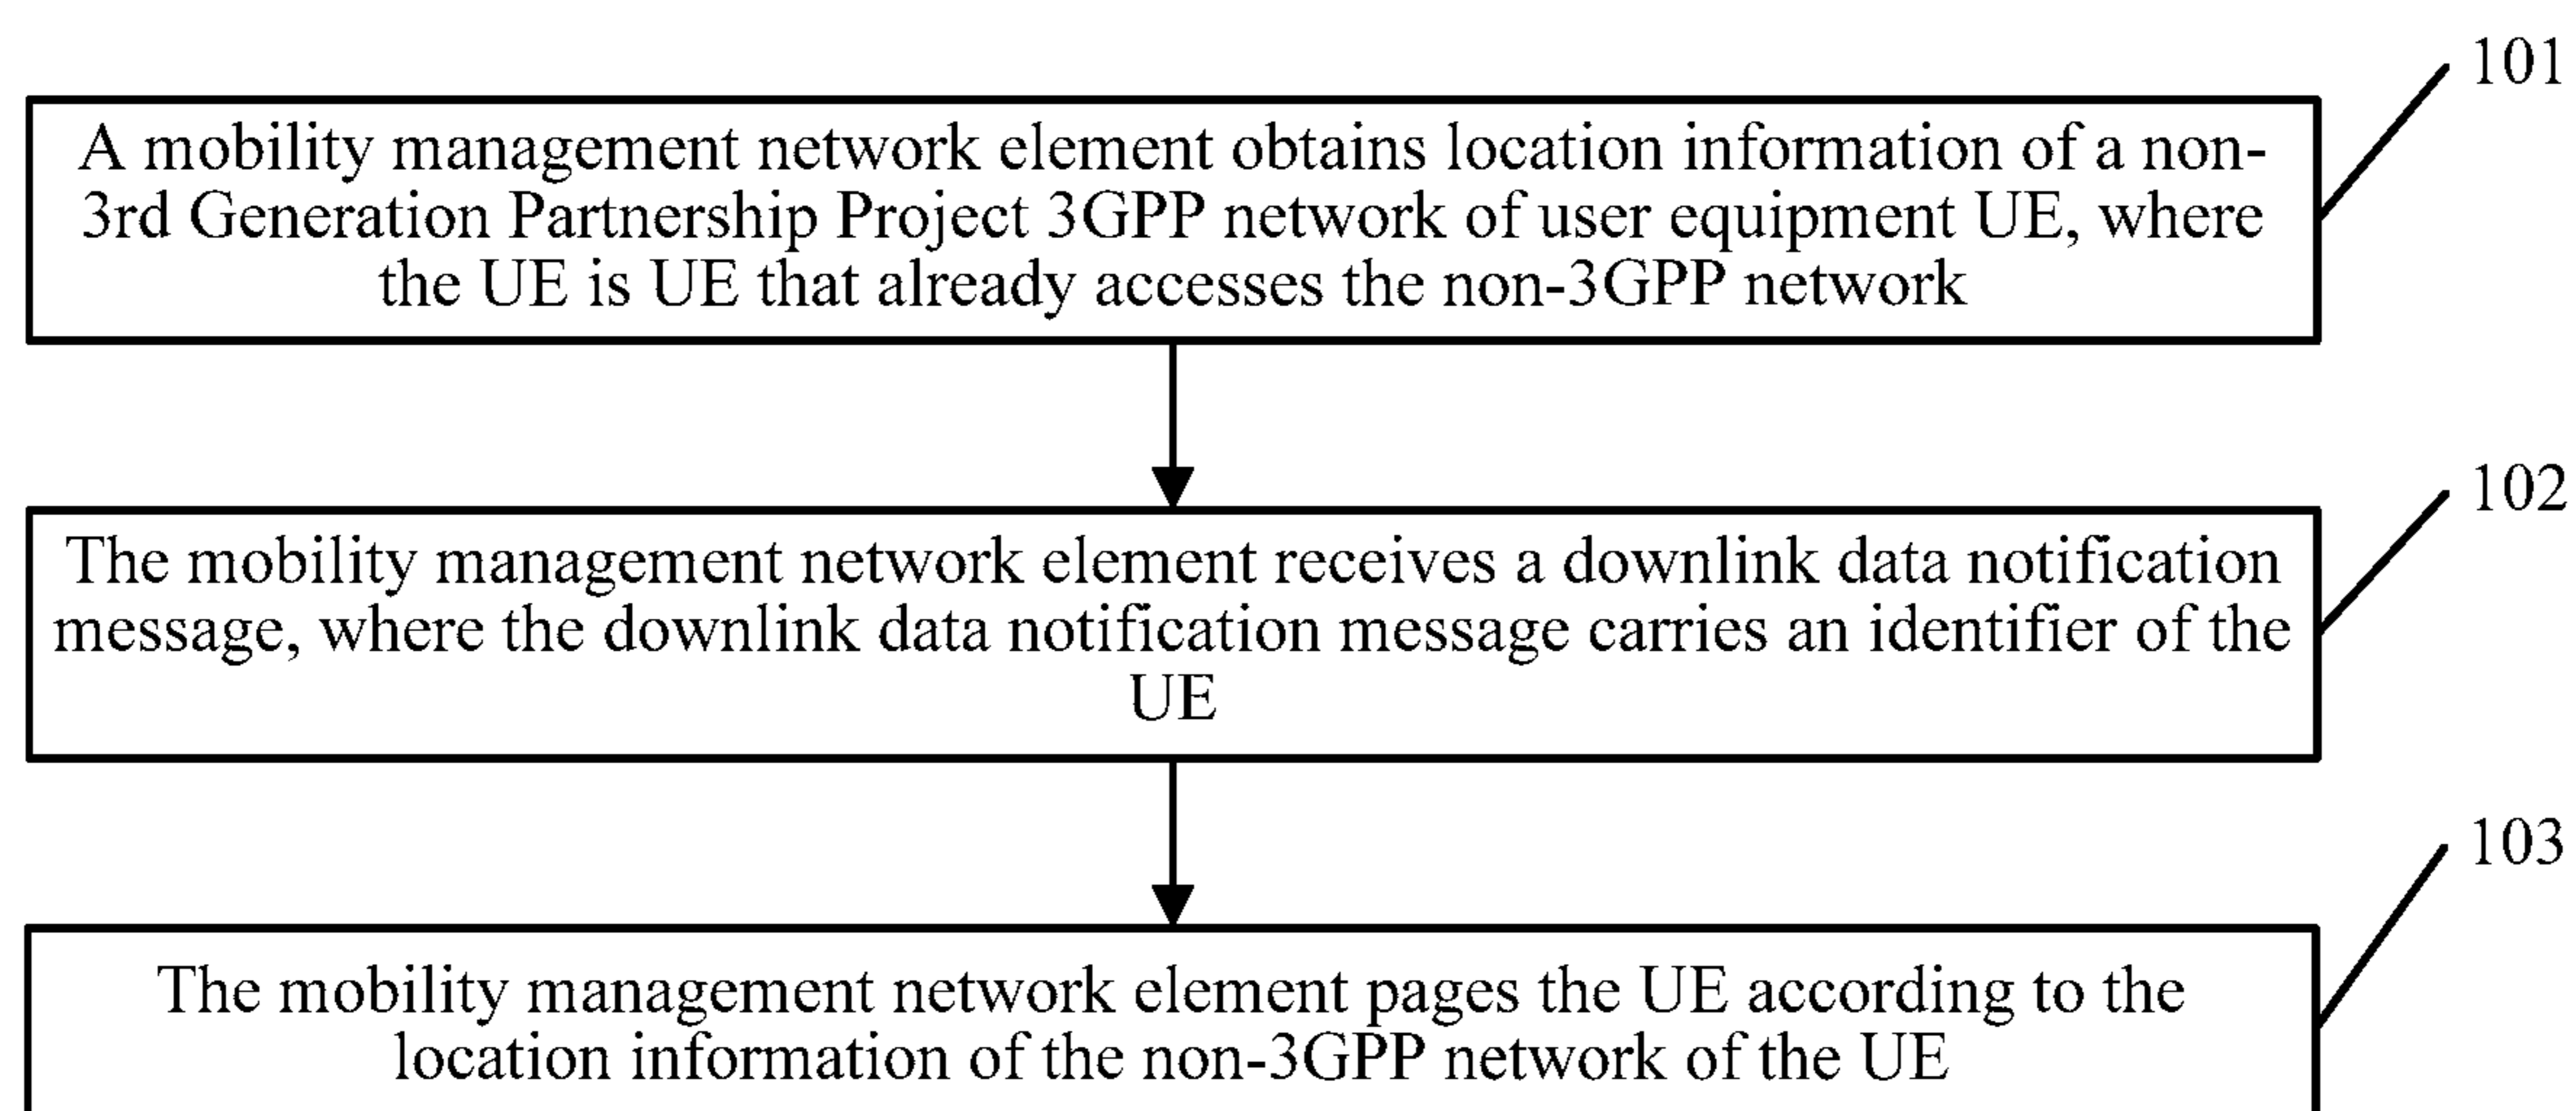 101
A mobility management network element obtains location information of a non-
3rd Generation Partnership Project 3GPP network of user equipment UE, where
the UE is UE that already accesses the non-3GPP network
102
The mobility management network element receives a downlink data notification
message, where the downlink data notification message carries an identifier of the
UE
103
The mobility management network element pages the UE according to the
location information of the non-3GPP network of the UE